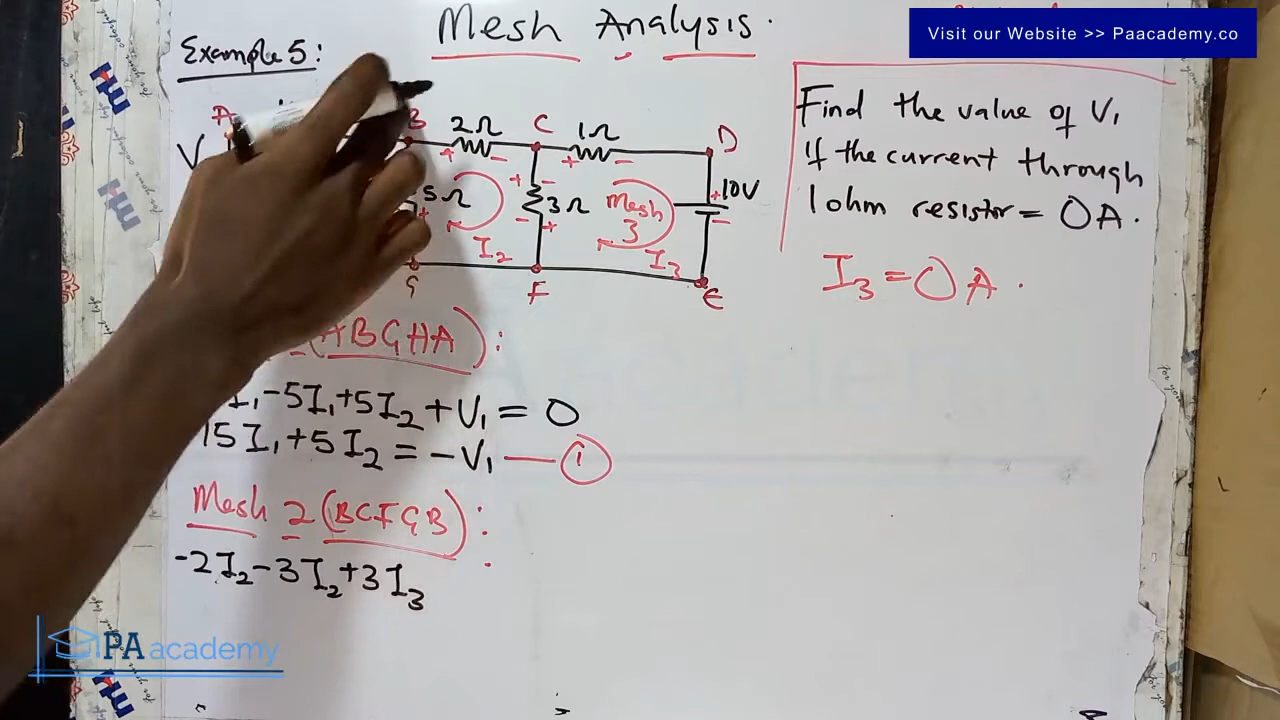 Mesh Analysis.
Visit our Website >> Paacademy.co
Example 5:
A
B
2Ω
C
1Ω
D
V
5Ω
3Ω
Mesh
3
10V
I2
I3
G
F
E
Find the value of V1
if the current through
1ohm resistor = 0A.
I3 = 0A.
(ABGHA):
I1-5I1+5I2+V1 = 0
15I1+5I2 = -V1 — (1)
Mesh 2 (BCFGB):
-2I2-3I2+3I3
PA academy